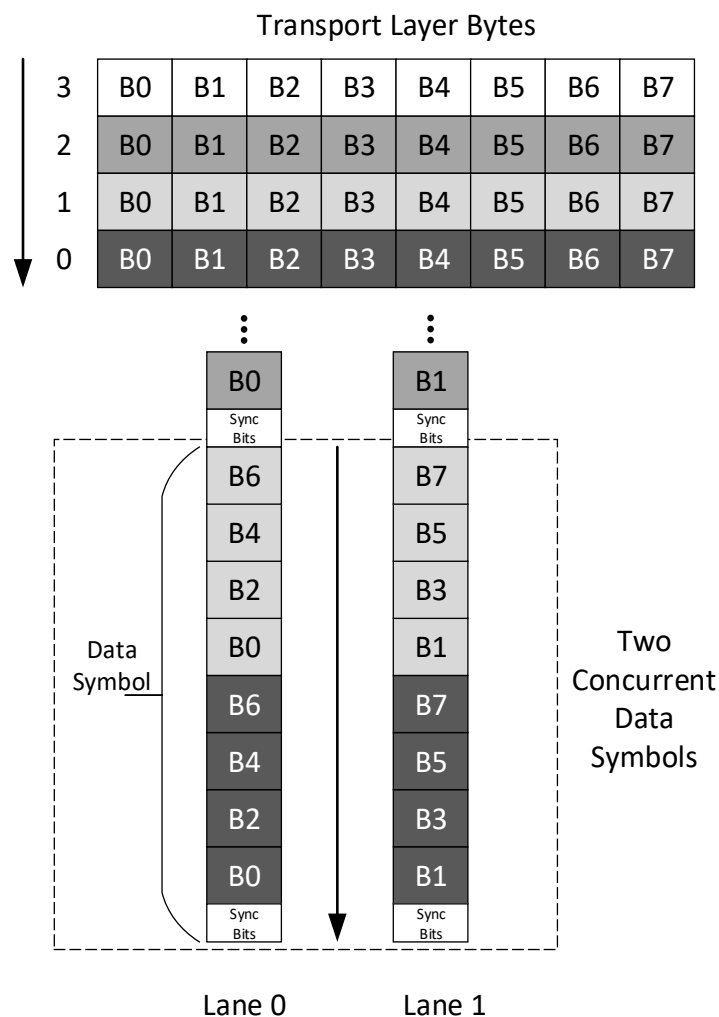 Transport Layer Bytes
3 B0 B1 B2 B3 B4 B5 B6 B7
2 B0 B1 B2 B3 B4 B5 B6 B7
1 B0 B1 B2 B3 B4 B5 B6 B7
0 B0 B1 B2 B3 B4 B5 B6 B7
B0 B1
Sync Sync
Bits Bits
B6 B7
B4 B5
B2 B3
B0 B1
B6 B7
B4 B5
B2 B3
B0 B1
Sync Sync
Bits Bits
Data
Symbol
Two
Concurrent
Data
Symbols
Lane 0 Lane 1